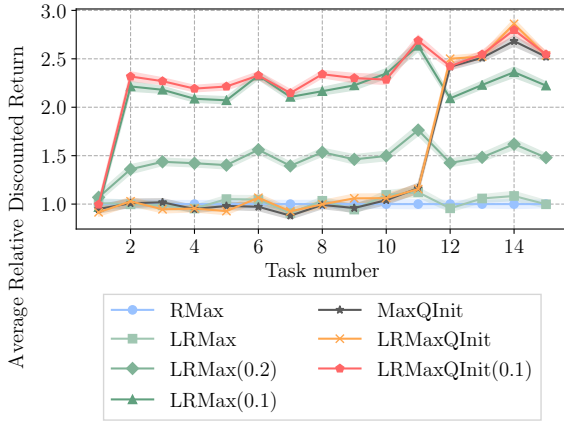 Average Relative Discounted Return
3.0
2.5
2.0
1.5
1.0
2 4 6 8 10 12 14
Task number
RMax
LRMax
LRMax(0.2)
LRMax(0.1)
MaxQInit
LRMaxQInit
LRMaxQInit(0.1)